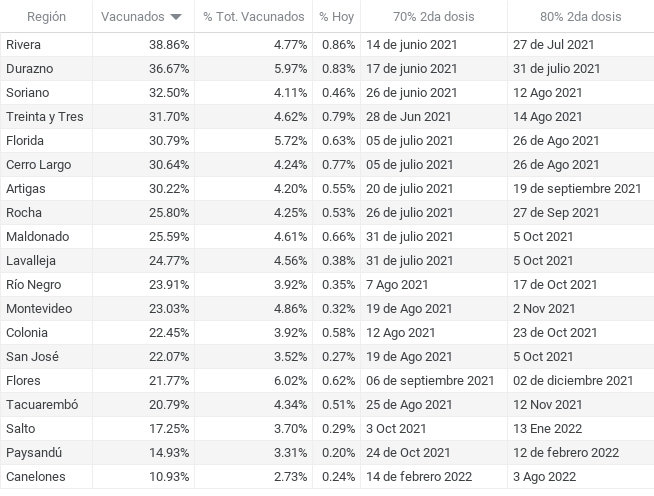 Región Vacunados % Tot. Vacunados % Hoy 70% 2da dosis 80% 2da dosis
Rivera 38.86% 4.77% 0.86% 14 de junio 2021 27 de Jul 2021
Durazno 36.67% 5.97% 0.83% 17 de junio 2021 31 de julio 2021
Soriano 32.50% 4.11% 0.46% 26 de junio 2021 12 Ago 2021
Treinta y Tres 31.70% 4.62% 0.79% 28 de Jun 2021 14 Ago 2021
Florida 30.79% 5.72% 0.63% 05 de julio 2021 26 de Ago 2021
Cerro Largo 30.64% 4.24% 0.77% 05 de julio 2021 26 de Ago 2021
Artigas 30.22% 4.20% 0.55% 20 de julio 2021 19 de septiembre 2021
Rocha 25.80% 4.25% 0.53% 26 de julio 2021 27 de Sep 2021
Maldonado 25.59% 4.61% 0.66% 31 de julio 2021 5 Oct 2021
Lavalleja 24.77% 4.56% 0.38% 31 de julio 2021 5 Oct 2021
Río Negro 23.91% 3.92% 0.35% 7 Ago 2021 17 de Oct 2021
Montevideo 23.03% 4.86% 0.32% 19 de Ago 2021 2 Nov 2021
Colonia 22.45% 3.92% 0.58% 12 Ago 2021 23 de Oct 2021
San José 22.07% 3.52% 0.27% 19 de Ago 2021 5 Oct 2021
Flores 21.77% 6.02% 0.62% 06 de septiembre 2021 02 de diciembre 2021
Tacuarembó 20.79% 4.34% 0.51% 25 de Ago 2021 12 Nov 2021
Salto 17.25% 3.70% 0.29% 3 Oct 2021 13 Ene 2022
Paysandú 14.93% 3.31% 0.20% 24 de Oct 2021 12 de febrero 2022
Canelones 10.93% 2.73% 0.24% 14 de febrero 2022 3 Ago 2022